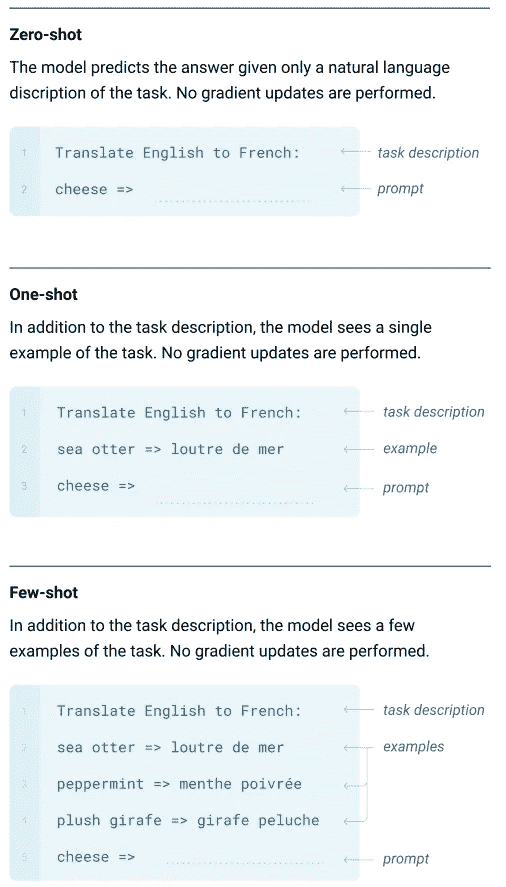 Zero-shot
The model predicts the answer given only a natural language
discription of the task. No gradient updates are performed.
1 Translate English to French: task description
2 cheese => prompt
One-shot
In addition to the task description, the model sees a single
example of the task. No gradient updates are performed.
1 Translate English to French: task description
2 sea otter => loutre de mer example
3 cheese => prompt
Few-shot
In addition to the task description, the model sees a few
examples of the task. No gradient updates are performed.
1 Translate English to French: task description
2 sea otter => loutre de mer examples
3 peppermint => menthe poivrée
4 plush girafe => girafe peluche
5 cheese => prompt